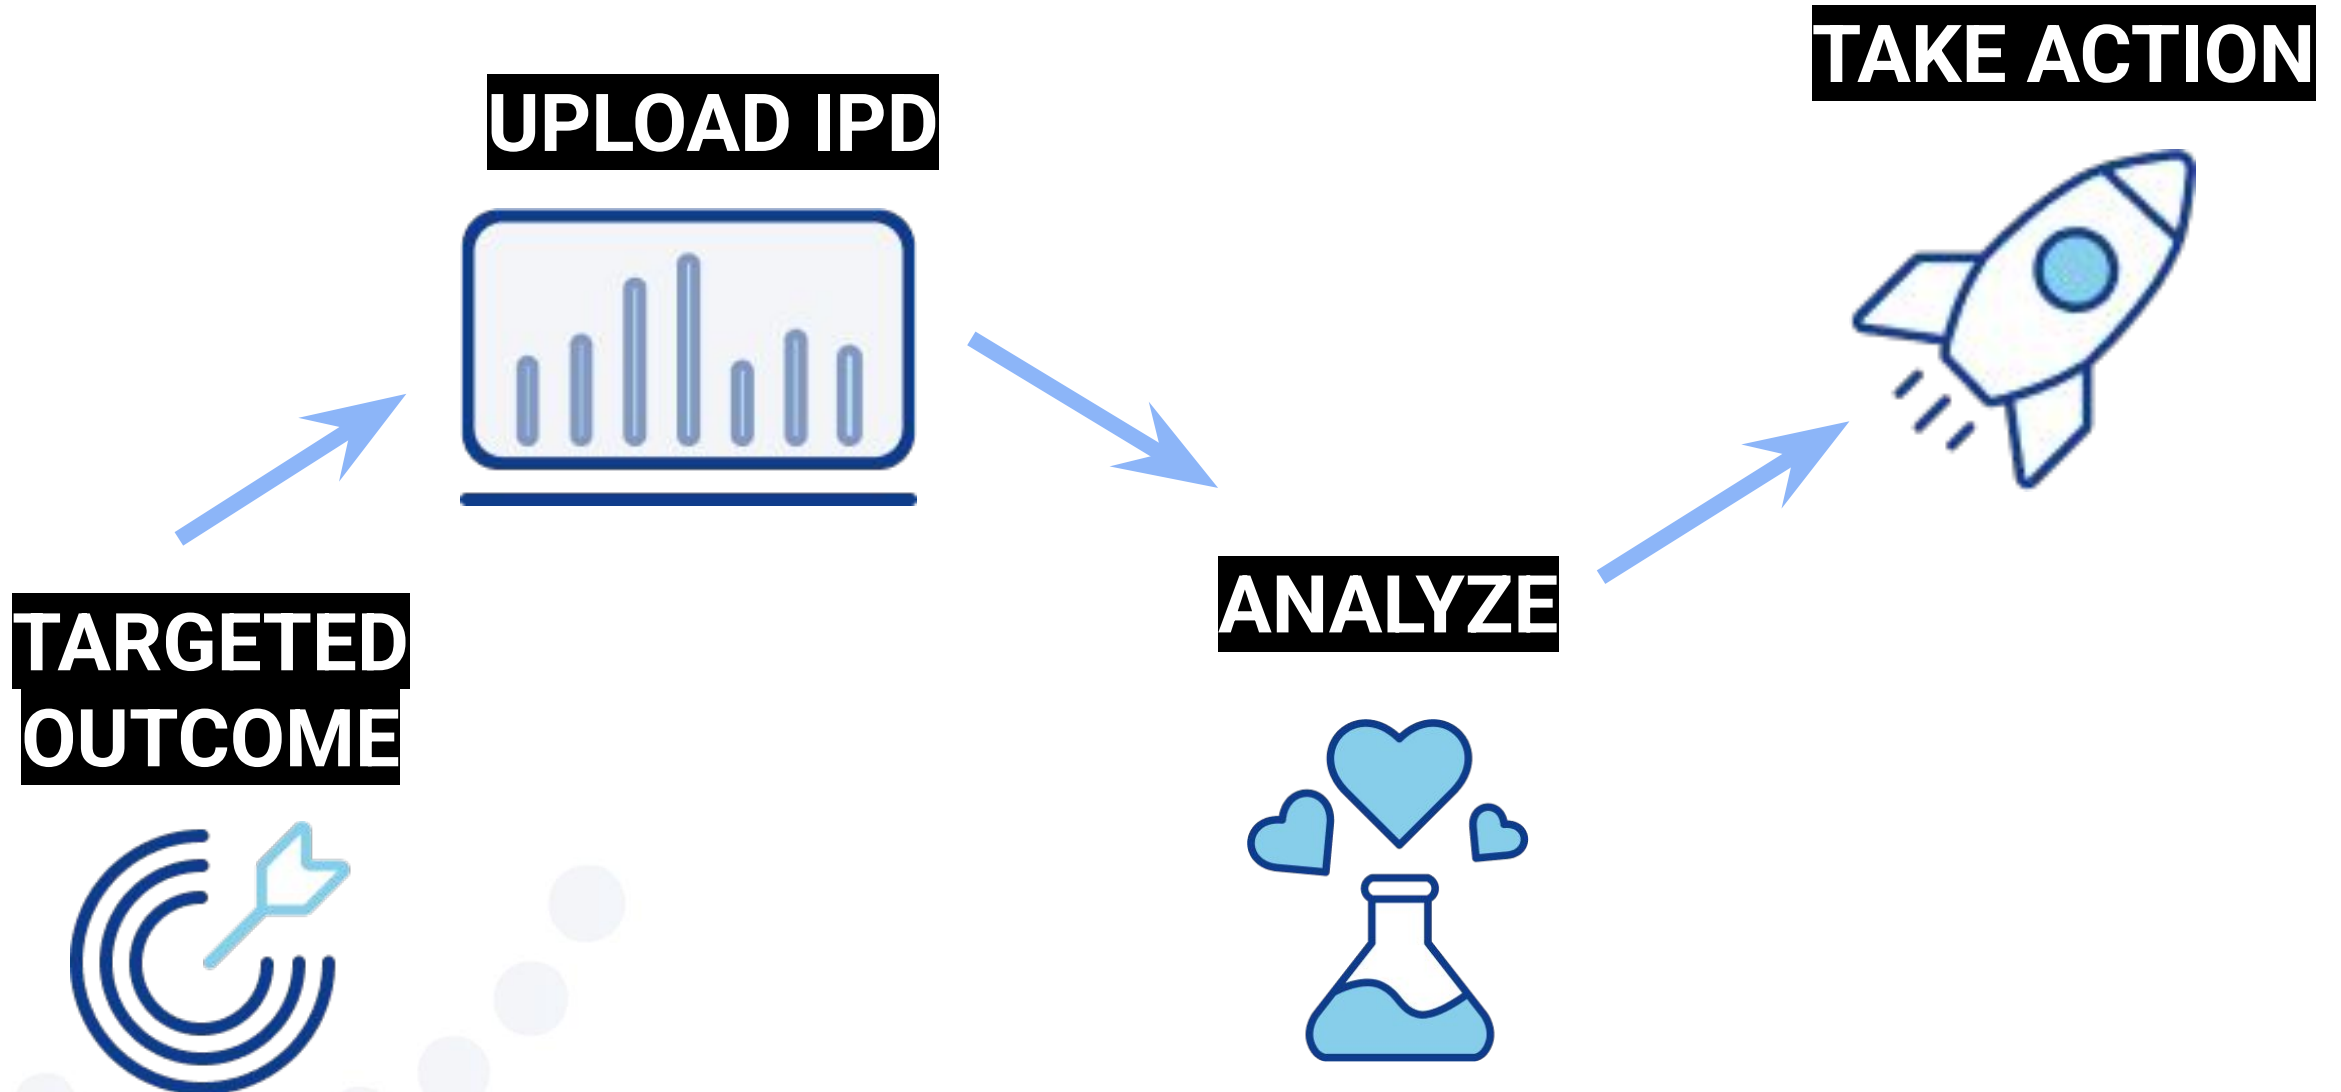 TARGETED
OUTCOME
UPLOAD IPD
ANALYZE
TAKE ACTION